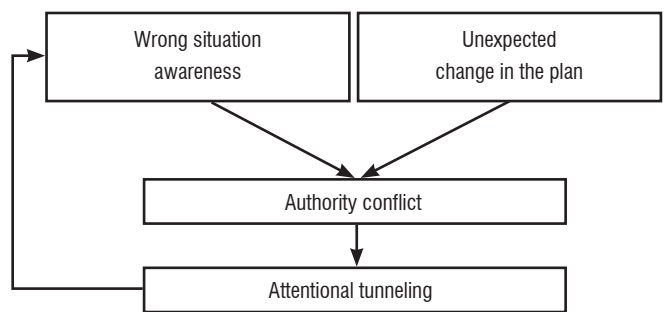 Wrong situation
awareness
Unexpected
change in the plan
Authority conflict
Attentional tunneling